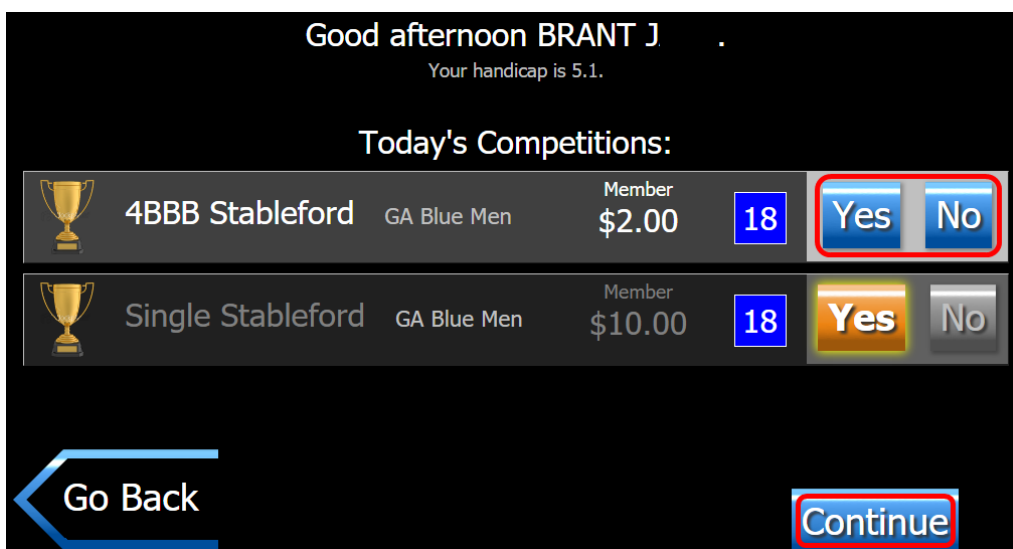 Good afternoon BRANT J .
Your handicap is 5.1.
Today's Competitions:
4BBB Stableford GA Blue Men Member $2.00 18 Yes No
Single Stableford GA Blue Men Member $10.00 18 Yes No
Go Back
Continue